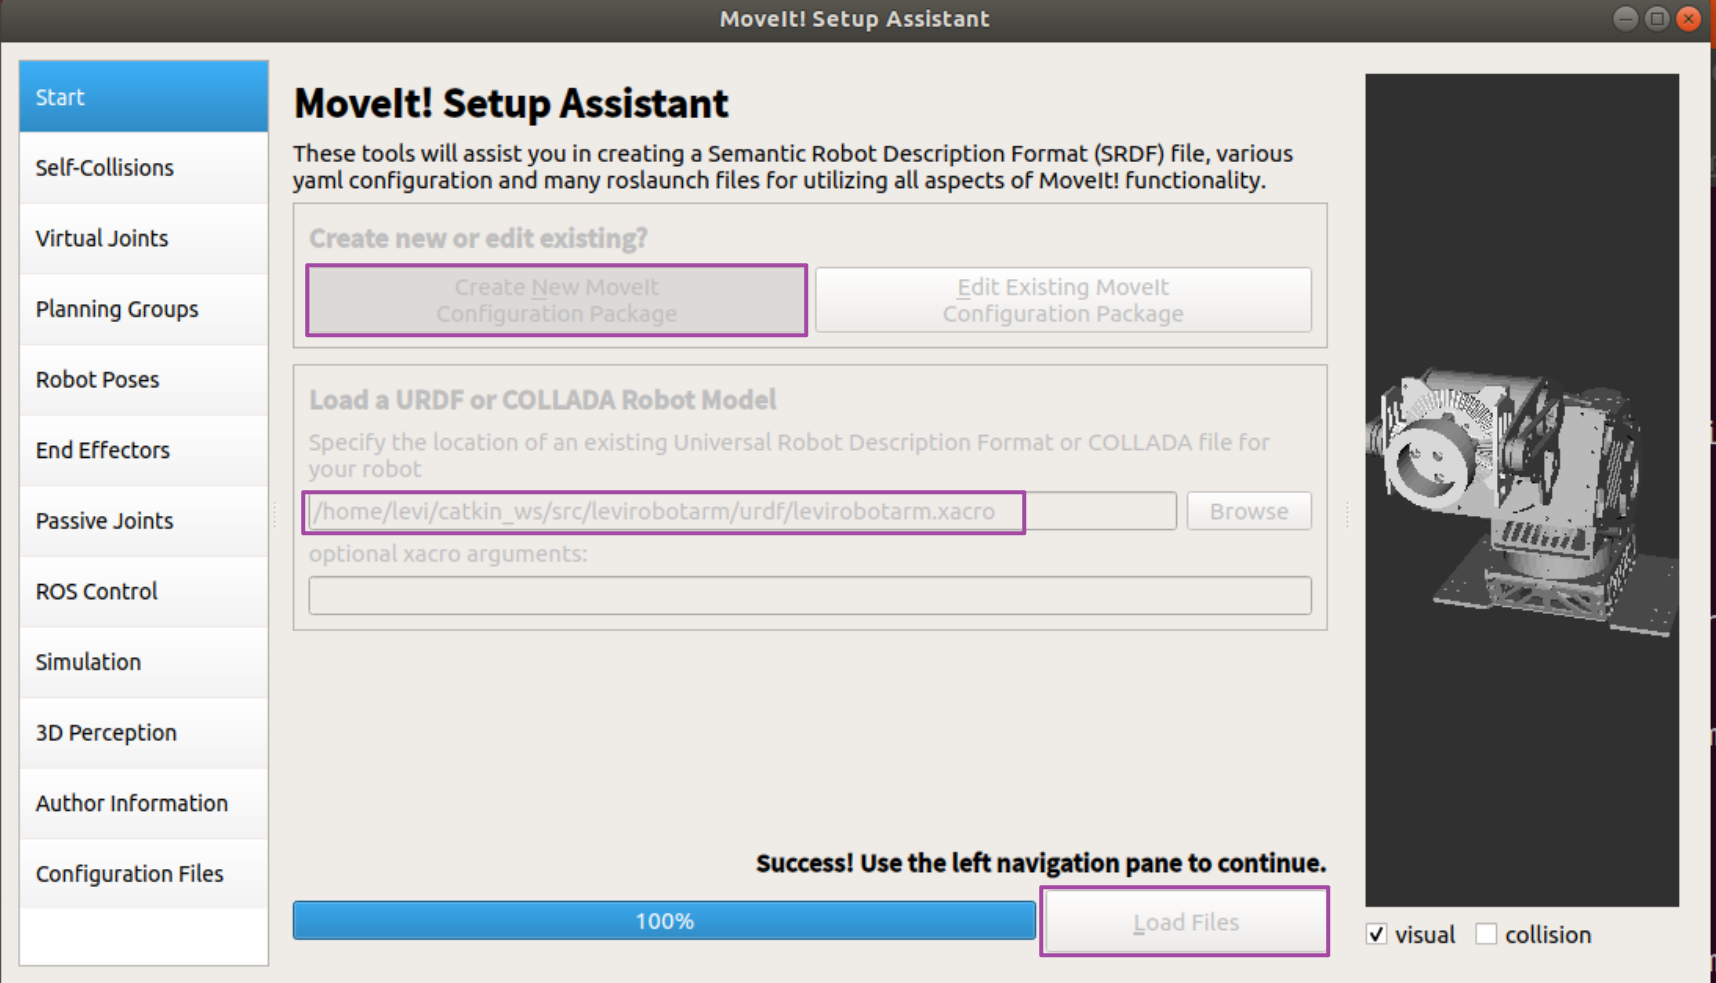 MoveIt! Setup Assistant
Start
Self-Collisions
Virtual Joints
Planning Groups
Robot Poses
End Effectors
Passive Joints
ROS Control
Simulation
3D Perception
Author Information
Configuration Files
MoveIt! Setup Assistant
These tools will assist you in creating a Semantic Robot Description Format (SRDF) file, various
yaml configuration and many roslaunch files for utilizing all aspects of MoveIt! functionality.
Create new or edit existing?
Create New MoveIt
Configuration Package
Edit Existing MoveIt
Configuration Package
Load a URDF or COLLADA Robot Model
Specify the location of an existing Universal Robot Description Format or COLLADA file for
your robot
/home/levi/catkin_ws/src/levirobotarm/urdf/levirobotarm.xacro
Browse
optional xacro arguments:
Success! Use the left navigation pane to continue.
100%
Load Files
visual
collision